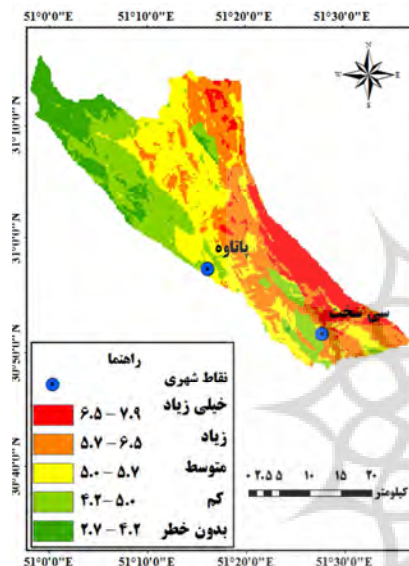 51°0'0"E 51°10'0"E 51°20'0"E 51°30'0"E
N
W E
S
31°10'0"N
31°0'0"N
30°50'0"N
30°40'0"N
پاتاوه
سی سخت
راهنما
نقاط شهری
خیلی زیاد ۶.۵ – ۷.۹
زیاد ۵.۷ – ۶.۵
متوسط ۵.۰ – ۵.۷
کم ۴.۲ – ۵.۰
بدون خطر ۲.۷ – ۴.۲
۰ ۲.۵ ۵ ۱۰ ۱۵ ۲۰
کیلومتر
51°0'0"E 51°10'0"E 51°20'0"E 51°30'0"E